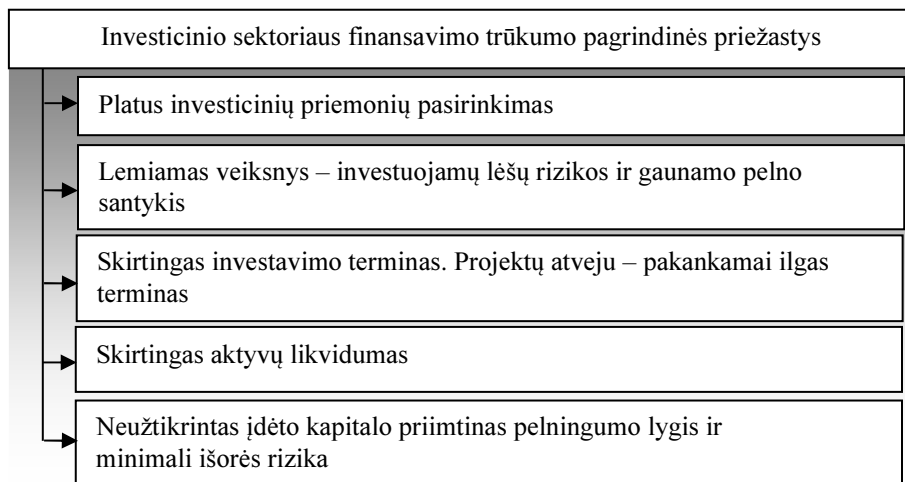 Investicinio sektoriaus finansavimo trūkumo pagrindinės priežastys
Platus investicinių priemonių pasirinkimas
Lemiamas veiksnys – investuojamų lėšų rizikos ir gaunamo pelno
santykis
Skirtingas investavimo terminas. Projektų atveju – pakankamai ilgas
terminas
Skirtingas aktyvų likvidumas
Neužtikrintas įdėto kapitalo priimtinas pelningumo lygis ir
minimali išorės rizika